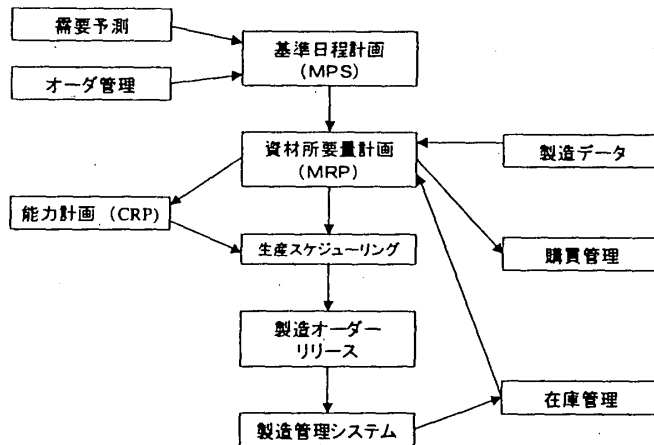 需要予測
オーダ管理
基準日程計画
(MPS)
資材所要量計画
(MRP)
製造データ
能力計画 (CRP)
生産スケジューリング
購買管理
製造オーダー
リリース
在庫管理
製造管理システム